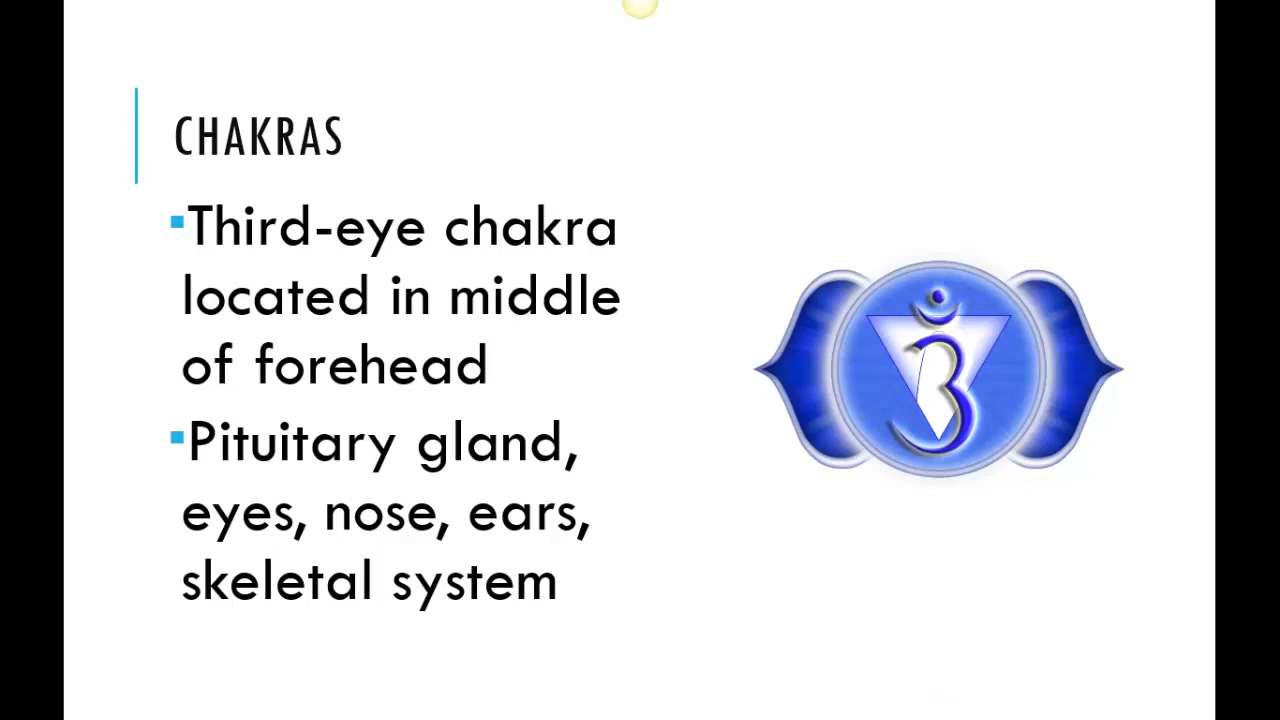 CHAKRAS
▪Third-eye chakra
located in middle
of forehead
▪Pituitary gland,
eyes, nose, ears,
skeletal system